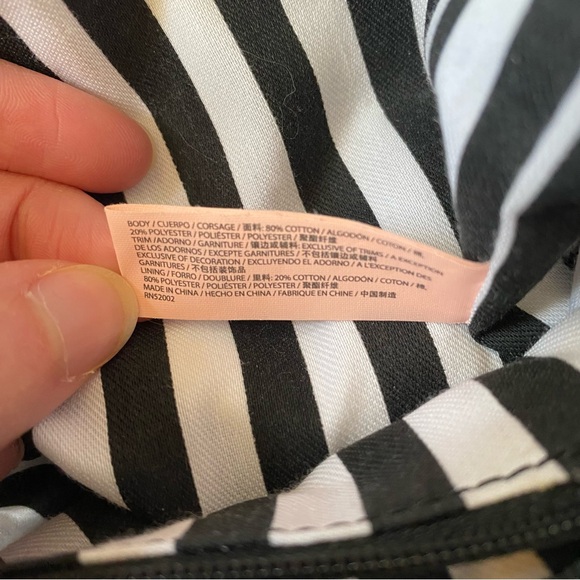 BODY / CUERPO / CORSAGE / 面料: 80% COTTON / ALGODÓN / COTON / 棉,
20% POLYESTER / POLIÉSTER / POLYESTER / 聚酯纤维
TRIM / ADORNO / GARNITURE / 镶边或辅料 EXCLUSIVE OF TRIMS / A EXCEPTION
DE LOS ADORNOS / EXCEPTE GARNITURES / 不包括镶边或辅料
EXCLUSIVE OF DECORATION / EXCLUYENDO EL ADORNO / A L'EXCEPTION DES
GARNITURES / 不包括装饰品
LINING / FORRO / DOUBLURE / 里料: 20% COTTON / ALGODÓN / COTON / 棉
80% POLYESTER / POLIÉSTER / POLYESTER / 聚酯纤维
MADE IN CHINA / HECHO EN CHINA / FABRIQUE EN CHINE / 中国制造
RN52002